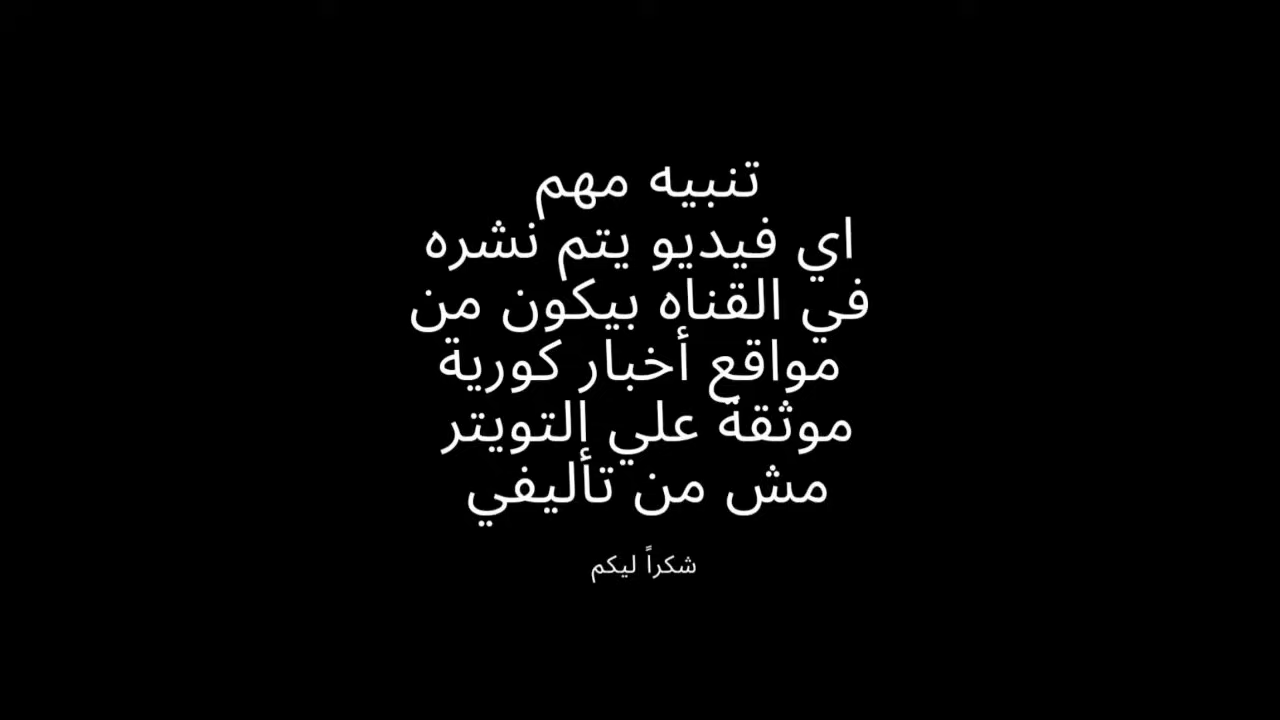 تنبيه مهم
اي فيديو يتم نشره
في القناه بيكون من
مواقع أخبار كورية
موثقة علي التويتر
مش من تأليفي
شكراً ليكم